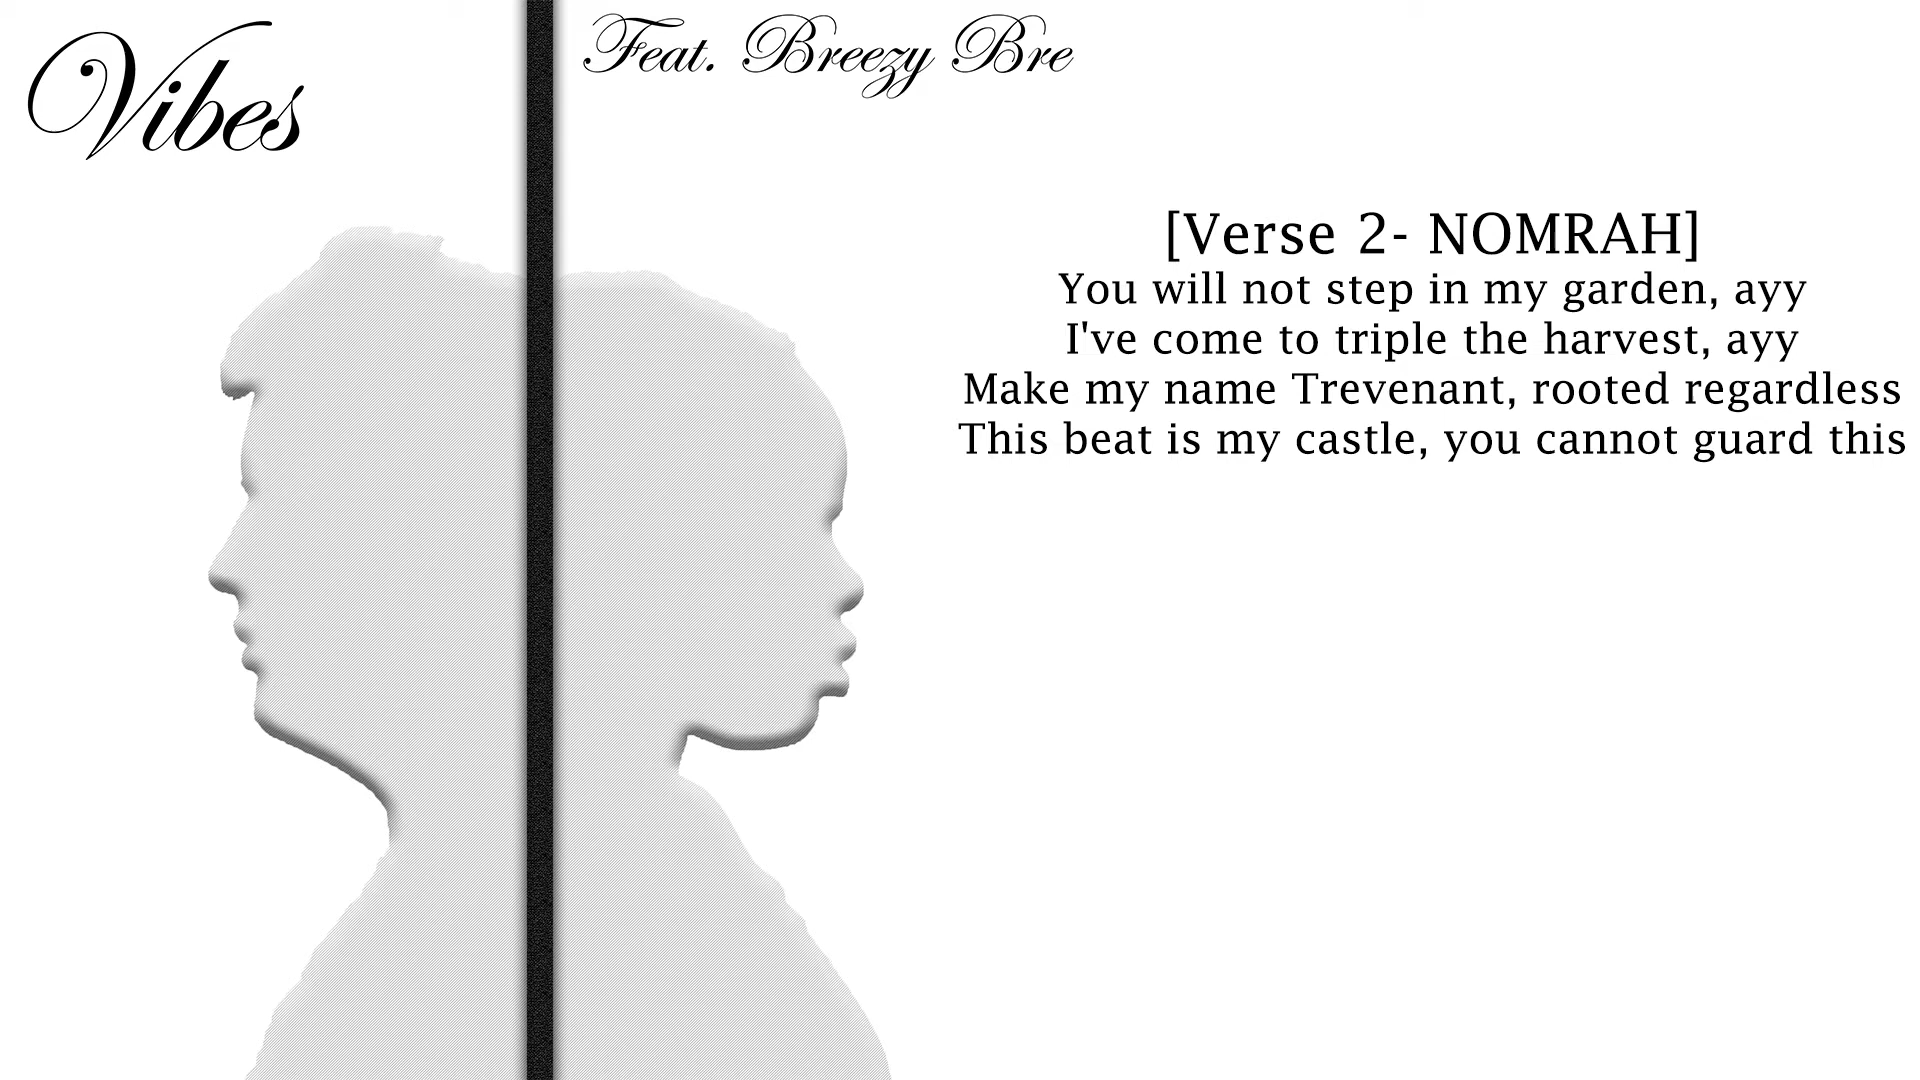 Vibes
Feat. Breezy Bre
[Verse 2- NOMRAH]
You will not step in my garden, ayy
I've come to triple the harvest, ayy
Make my name Trevenant, rooted regardless
This beat is my castle, you cannot guard this